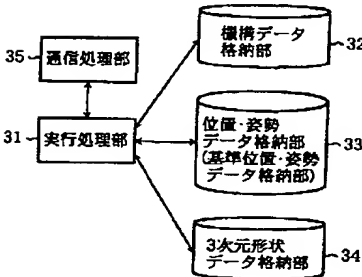 35
通信処理部
31
実行処理部
機構データ
格納部
32
位置・姿勢
データ格納部
(基準位置・姿勢
データ格納部)
33
3次元形状
データ格納部
34